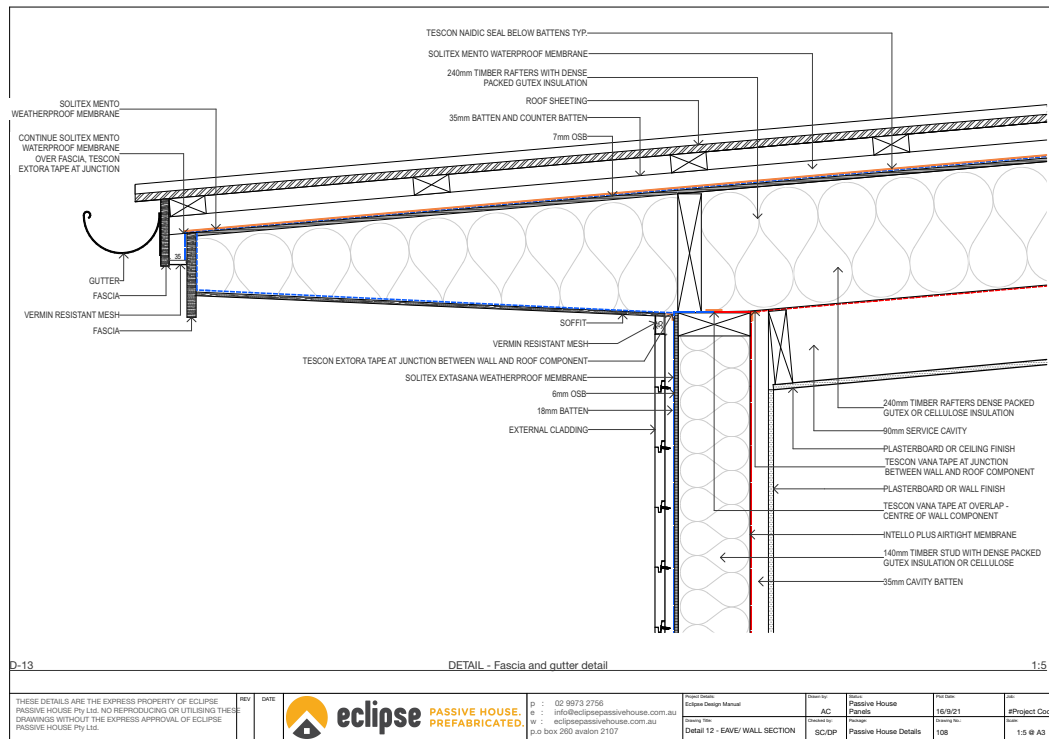 TESCON NAIDIC SEAL BELOW BATTENS TYP.
SOLITEX MENTO WATERPROOF MEMBRANE
240mm TIMBER RAFTERS WITH DENSE
PACKED GUTEX INSULATION
ROOF SHEETING
35mm BATTEN AND COUNTER BATTEN
7mm OSB
SOLITEX MENTO
WEATHERPROOF MEMBRANE
CONTINUE SOLITEX MENTO
WATERPROOF MEMBRANE
OVER FASCIA, TESCON
EXTORA TAPE AT JUNCTION
35
GUTTER
FASCIA
VERMIN RESISTANT MESH
FASCIA
SOFFIT
VERMIN RESISTANT MESH
TESCON EXTORA TAPE AT JUNCTION BETWEEN WALL AND ROOF COMPONENT
SOLITEX EXTASANA WEATHERPROOF MEMBRANE
6mm OSB
18mm BATTEN
EXTERNAL CLADDING
240mm TIMBER RAFTERS DENSE PACKED
GUTEX OR CELLULOSE INSULATION
90mm SERVICE CAVITY
PLASTERBOARD OR CEILING FINISH
TESCON VANA TAPE AT JUNCTION
BETWEEN WALL AND ROOF COMPONENT
PLASTERBOARD OR WALL FINISH
TESCON VANA TAPE AT OVERLAP -
CENTRE OF WALL COMPONENT
INTELLO PLUS AIRTIGHT MEMBRANE
140mm TIMBER STUD WITH DENSE PACKED
GUTEX INSULATION OR CELLULOSE
35mm CAVITY BATTEN
D-13
DETAIL - Fascia and gutter detail
1:5
THESE DETAILS ARE THE EXPRESS PROPERTY OF ECLIPSE
PASSIVE HOUSE Pty Ltd. NO REPRODUCING OR UTILISING THESE
DRAWINGS WITHOUT THE EXPRESS APPROVAL OF ECLIPSE
PASSIVE HOUSE Pty Ltd.
REV
DATE
eclipse
PASSIVE HOUSE.
PREFABRICATED.
p : 02 9973 2756
e : info@eclipsepassivehouse.com.au
w : eclipsepassivehouse.com.au
p.o box 260 avalon 2107
Project Details:
Eclipse Design Manual
Drawing Title:
Detail 12 - EAVE/ WALL SECTION
Drawn by:
AC
Checked by:
SC/DP
Status:
Passive House
Panels
Package:
Passive House Details
Plot Date:
16/9/21
Drawing No.:
108
Job:
#Project Coc
Scale:
1:5 @ A3